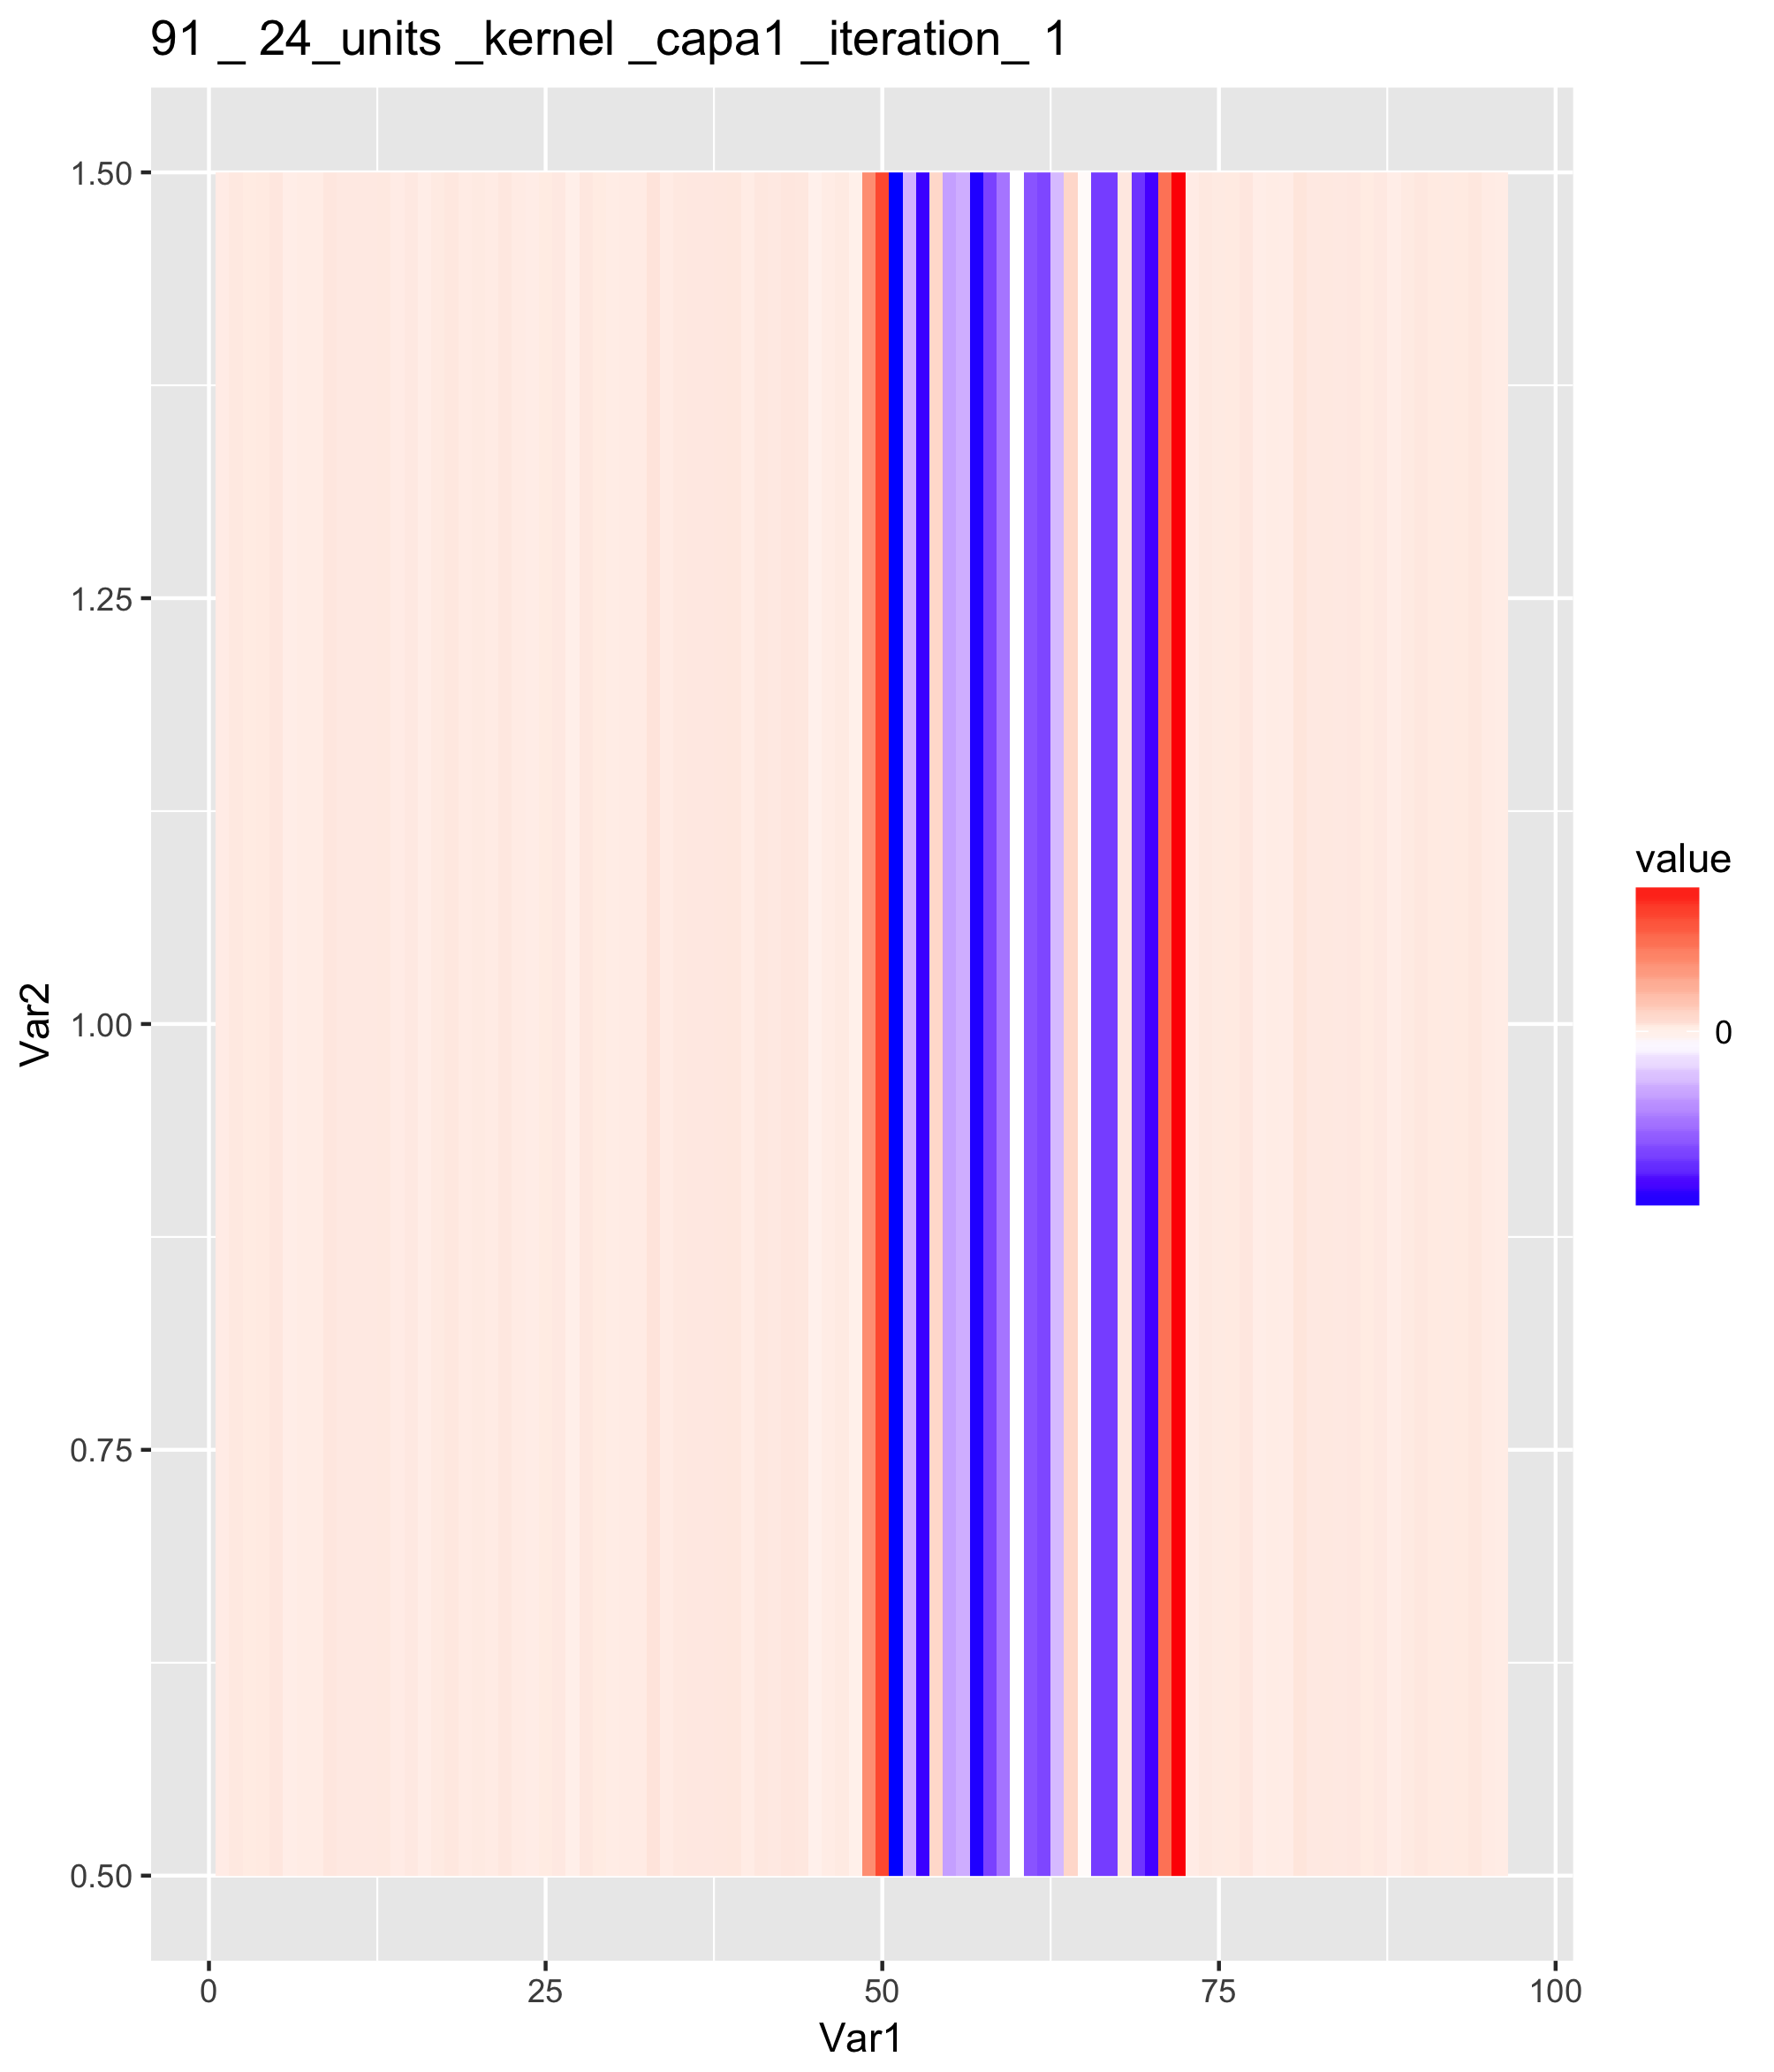 91 _ 24_units _kernel _capa1 _iteration_ 1
1.50
1.25
1.00
0.75
0.50
Var2
0
25
50
75
100
Var1
value
0